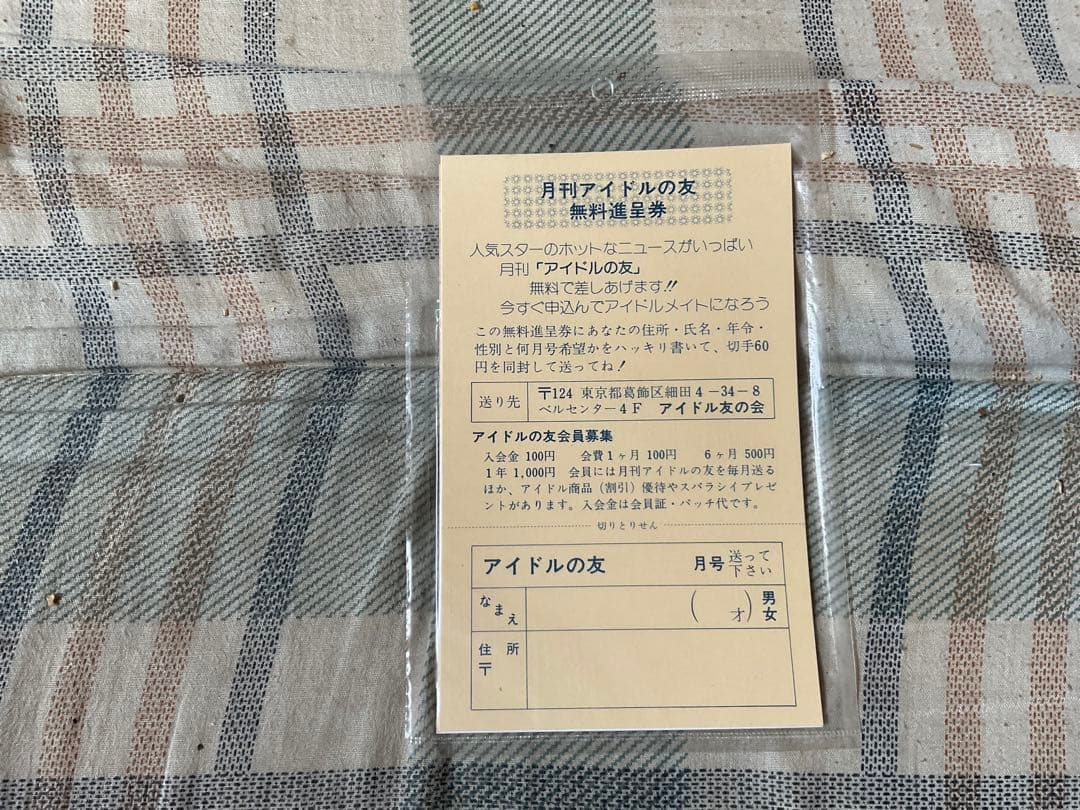 月刊アイドルの友
無料進呈券
人気スターのホットなニュースがいっぱい
月刊「アイドルの友」
無料で差しあげます!!
今すぐ申込んでアイドルメイトになろう
この無料進呈券にあなたの住所・氏名・年令・
性別と何月号希望かをハッキリ書いて、切手60
円を同封して送ってね!
送り先
〒124 東京都葛飾区細田4-34-8
ベルセンター4F アイドル友の会
アイドルの友会員募集
入会金 100円 会費1ヶ月 100円 6ヶ月 500円
1年 1,000円 会員には月刊アイドルの友を毎月送る
ほか、アイドル商品(割引)優待やスバラシイプレゼ
ントがあります。入会金は会員証・バッチ代です。
切りとりせん
アイドルの友 月号 送って下さい
なまえ ( 才) 男 女
住所
〒